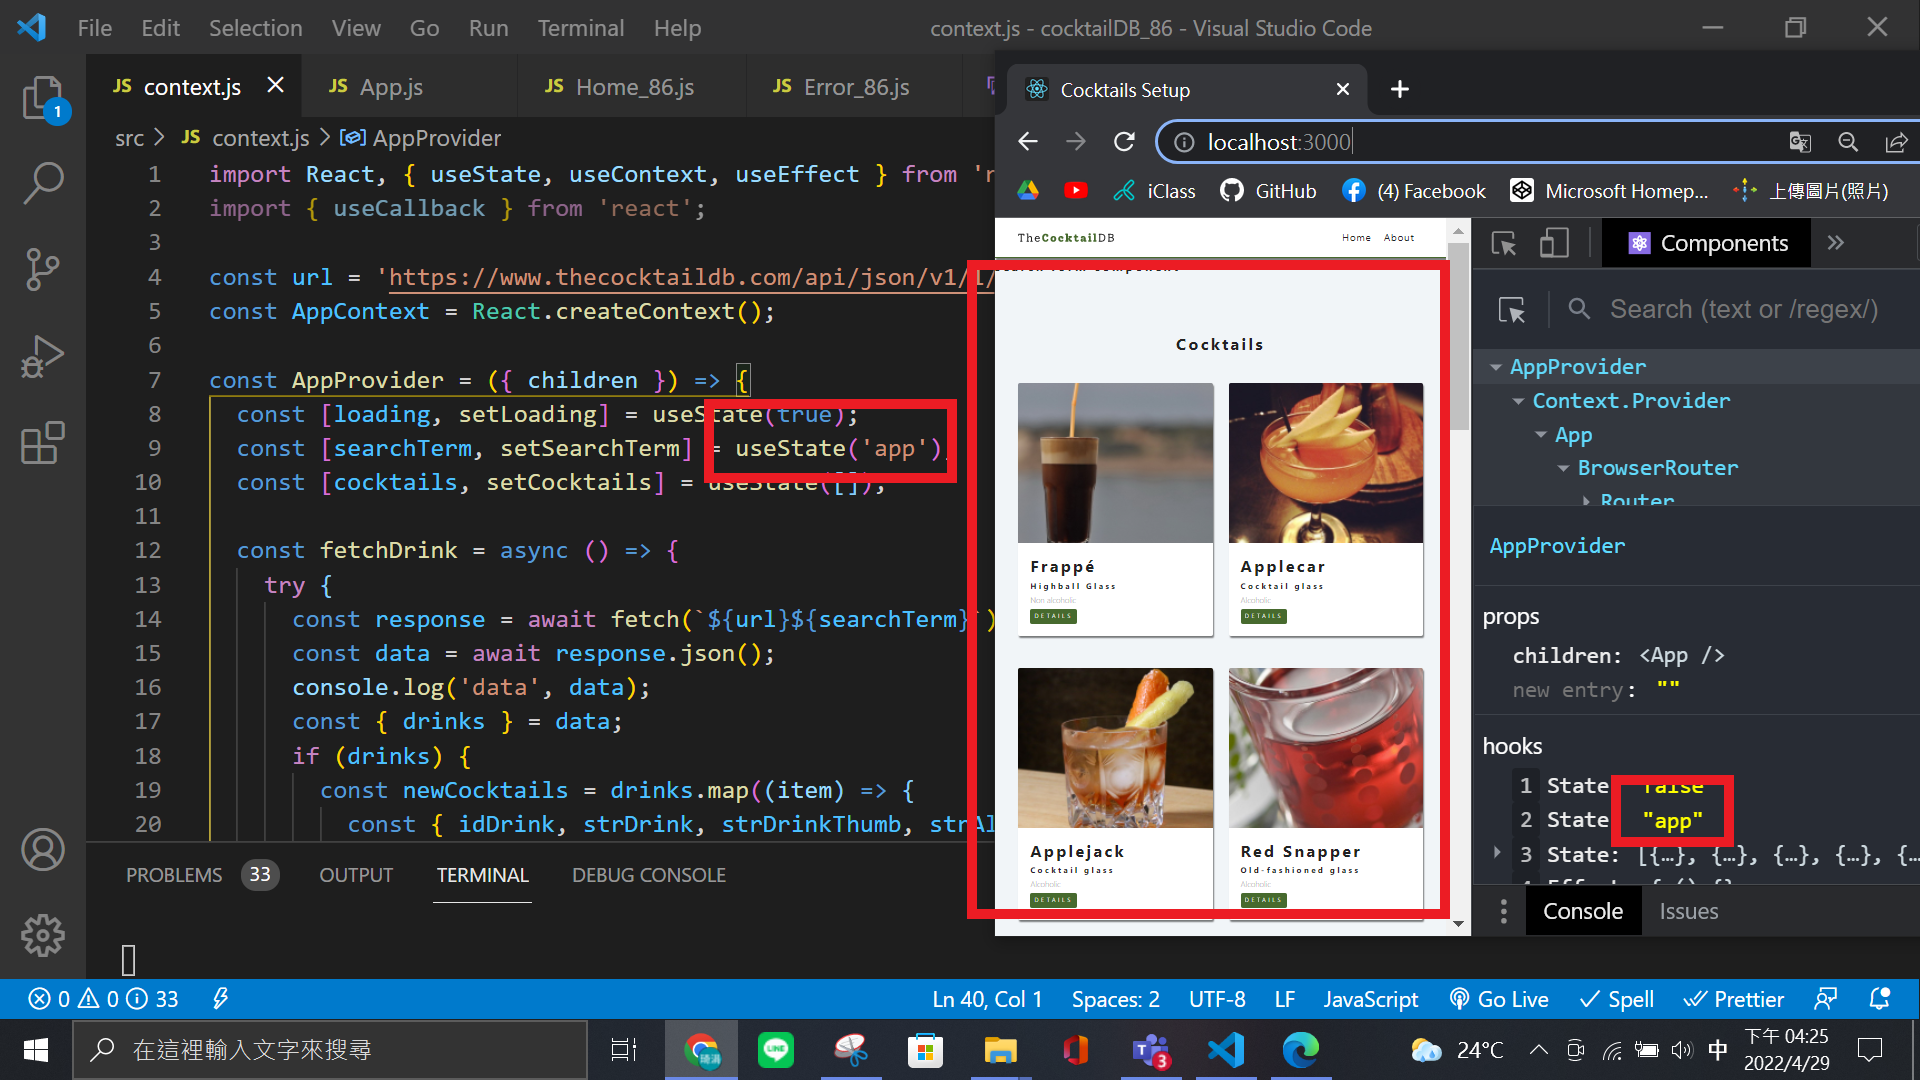 File Edit Selection View Go Run Terminal Help
context.js - cocktailDB_86 - Visual Studio Code
1
JS context.js
JS App.js
JS Home_86.js
JS Error_86.js
src > JS context.js > AppProvider
1 import React, { useState, useContext, useEffect } from 'r
2 import { useCallback } from 'react';
3
4 const url = 'https://www.thecocktaildb.com/api/json/v1/1/
5 const AppContext = React.createContext();
6
7 const AppProvider = ({ children }) => {
8 const [loading, setLoading] = useState(true);
9 const [searchTerm, setSearchTerm] = useState('app')
10 const [cocktails, setCocktails] = useState([]);
11
12 const fetchDrink = async () => {
13 try {
14 const response = await fetch(`${url}${searchTerm}`)
15 const data = await response.json();
16 console.log('data', data);
17 const { drinks } = data;
18 if (drinks) {
19 const newCocktails = drinks.map((item) => {
20 const { idDrink, strDrink, strDrinkThumb, strAl
PROBLEMS 33 OUTPUT TERMINAL DEBUG CONSOLE
Cocktails Setup
localhost:3000
iClass GitHub (4) Facebook Microsoft Homep... 上傳圖片(照片)
TheCocktailDB
Home About
Cocktails
Frappé
Highball Glass
Non alcoholic
DETAILS
Applecar
Cocktail glass
Alcoholic
DETAILS
Applejack
Cocktail glass
Alcoholic
DETAILS
Red Snapper
Old-fashioned glass
Alcoholic
DETAILS
Components
Search (text or /regex/)
AppProvider
Context.Provider
App
BrowserRouter
Router
AppProvider
props
children: <App />
new entry: ""
hooks
1 State false
2 State "app"
3 State: [{…}, {…}, {…}, {…}, {…
Console Issues
0 0 33
Ln 40, Col 1 Spaces: 2 UTF-8 LF JavaScript Go Live Spell Prettier
在這裡輸入文字來搜尋
琦涓
LINE
3
24°C
中
下午 04:25
2022/4/29